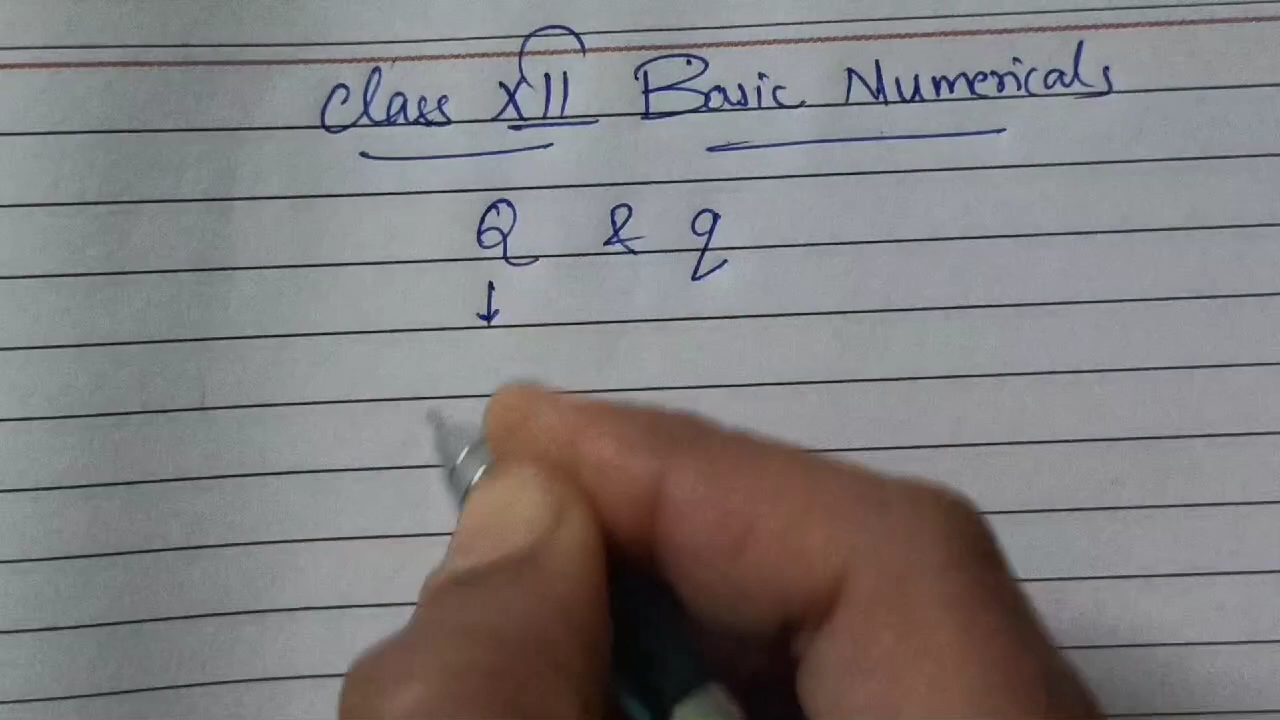 Class XII Basic Numericals
Q & q
↓